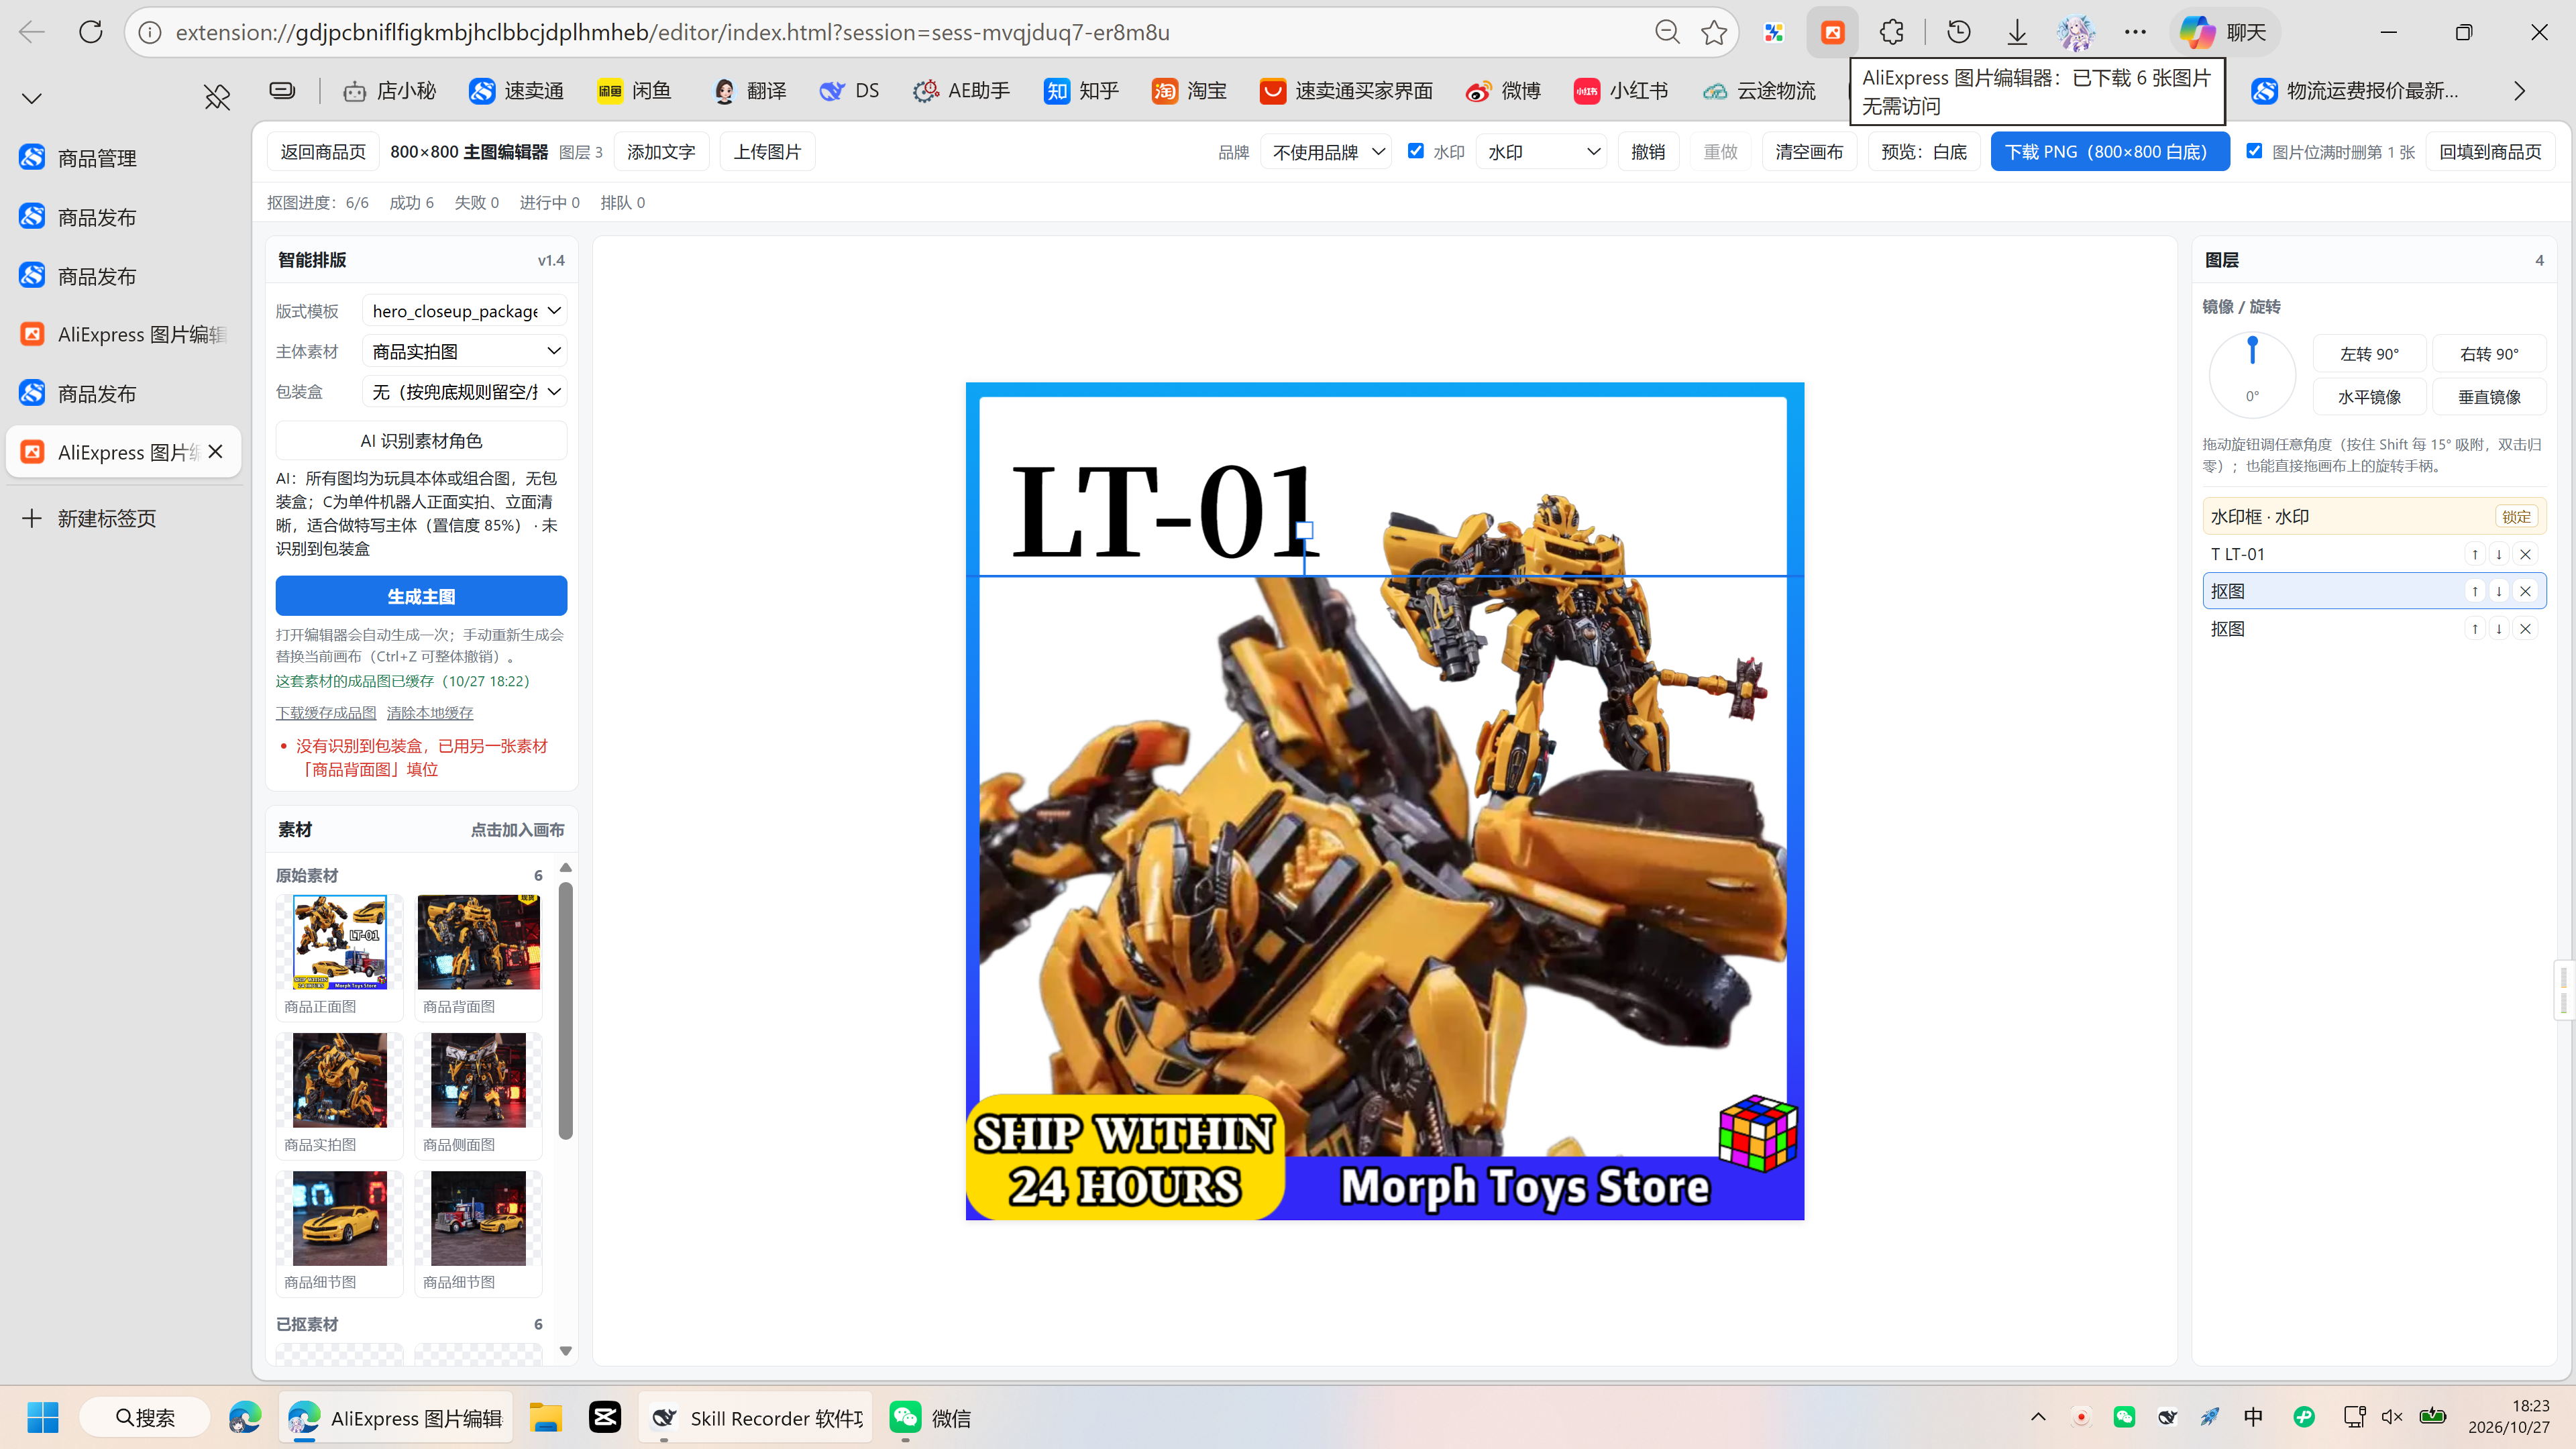 extension://gdjpcbniflfigkmbjhclbbcjdplhmheb/editor/index.html?session=sess-mvqjduq7-er8m8u
聊天
店小秘
速卖通
闲鱼
翻译
DS
AE助手
知乎
淘宝
速卖通买家界面
微博
小红书
云途物流
物流运费报价最新...
AliExpress 图片编辑器：已下载 6 张图片
无需访问
商品管理
商品发布
商品发布
AliExpress 图片编辑
商品发布
AliExpress 图片编
新建标签页
返回商品页
800×800 主图编辑器
图层 3
添加文字
上传图片
品牌
不使用品牌
水印
水印
撤销
重做
清空画布
预览：白底
下载 PNG（800×800 白底）
图片位满时删第 1 张
回填到商品页
抠图进度：6/6
成功 6
失败 0
进行中 0
排队 0
智能排版
v1.4
版式模板
hero_closeup_package
主体素材
商品实拍图
包装盒
无（按兜底规则留空/
AI 识别素材角色
AI：所有图均为玩具本体或组合图，无包
装盒；C为单件机器人正面实拍、立面清
晰，适合做特写主体（置信度 85%）· 未
识别到包装盒
生成主图
打开编辑器会自动生成一次；手动重新生成会
替换当前画布（Ctrl+Z 可整体撤销）。
这套素材的成品图已缓存（10/27 18:22）
下载缓存成品图
清除本地缓存
没有识别到包装盒，已用另一张素材
「商品背面图」填位
素材
点击加入画布
原始素材
6
LT-01
SHIP WITHIN
24 HOURS
Morph Toys Store
现货
商品正面图
商品背面图
商品实拍图
商品侧面图
商品细节图
商品细节图
已抠素材
6
LT-01
SHIP WITHIN
24 HOURS
Morph Toys Store
图层
4
镜像 / 旋转
0°
左转 90°
右转 90°
水平镜像
垂直镜像
拖动旋钮调任意角度（按住 Shift 每 15° 吸附，双击归
零）；也能直接拖画布上的旋转手柄。
水印框 · 水印
锁定
T LT-01
抠图
抠图
搜索
AliExpress 图片编辑
Skill Recorder 软件
微信
中
18:23
2026/10/27